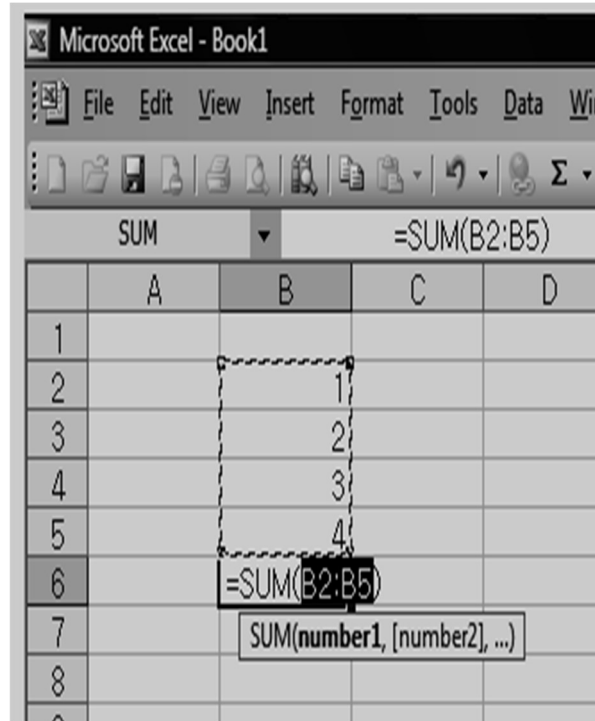 Microsoft Excel - Book1
File Edit View Insert Format Tools Data
SUM =SUM(B2:B5)
A B C D
1
2 1
3 2
4 3
5 4
6 =SUM(B2:B5)
7 SUM(number1, [number2], ...)
8